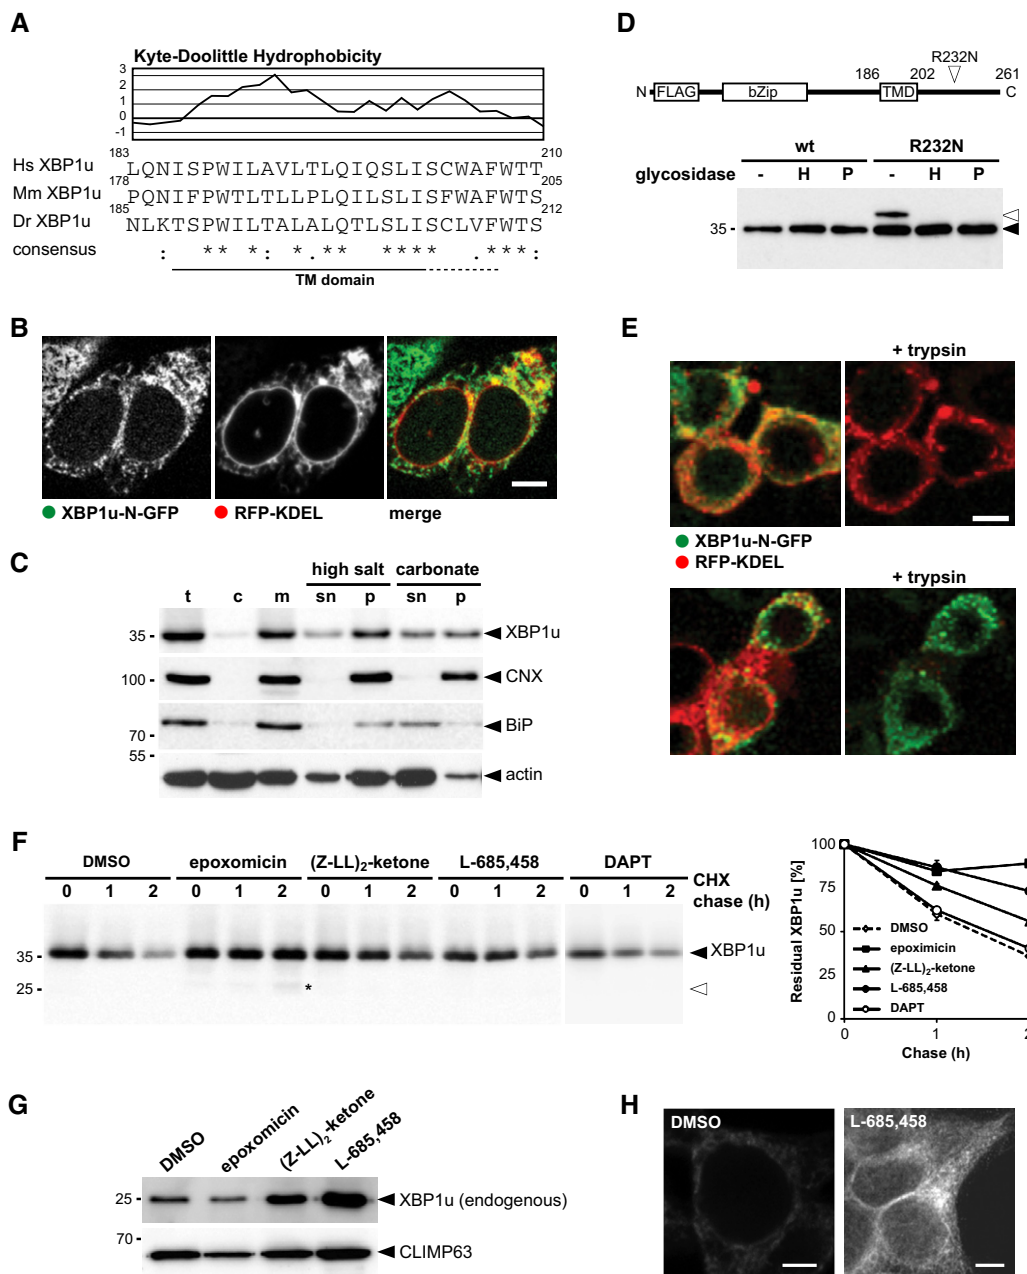 A
Kyte-Doolittle Hydrophobicity
3
2
1
0
-1
183 210
Hs XBP1u LQNISPWILAVLTLQIQSLISCWAFWTT
178 205
Mm XBP1u PQNIFPWTLLPLQIQSLISFWAFWTS
185 212
Dr XBP1u NLKTSPWITALALQTLSLISCLVFWTS
consensus : ** *: *. ** **** .*** :
TM domain
B
XBP1u-N-GFP RFP-KDEL merge
C
high salt carbonate
t c m sn p sn p
35 - XBP1u
100 - CNX
BiP
70 -
55 -
actin
D
R232N
186 202 261
N FLAG bZip TMD C
wt R232N
glycosidase - H P - H P
35 -
E
+ trypsin
XBP1u-N-GFP
RFP-KDEL
+ trypsin
F
DMSO epoxomicin (Z-LL)2-ketone L-685,458 DAPT
0 1 2 0 1 2 0 1 2 0 1 2 0 1 2 CHX
chase (h)
35 - XBP1u
25 - *
Residual XBP1u [%]
100
75
50
25
0
DMSO
epoximicin
(Z-LL)2-ketone
L-685,458
DAPT
0 1 2
Chase (h)
G
DMSO epoxomicin (Z-LL)2-ketone L-685,458
25 - XBP1u (endogenous)
70 -
CLIMP63
H
DMSO L-685,458